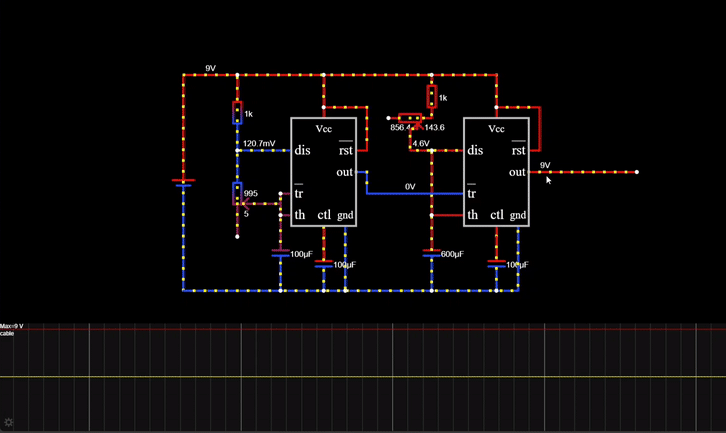 9V
1k
1k
Vcc
Vcc
856.4
143.6
120.7mV
dis
rst
4.6V
dis
rst
out
out
9V
995
tr
0V
tr
5
th
ctl
gnd
th
ctl
gnd
100µF
600µF
100µF
Max=9 V
cable